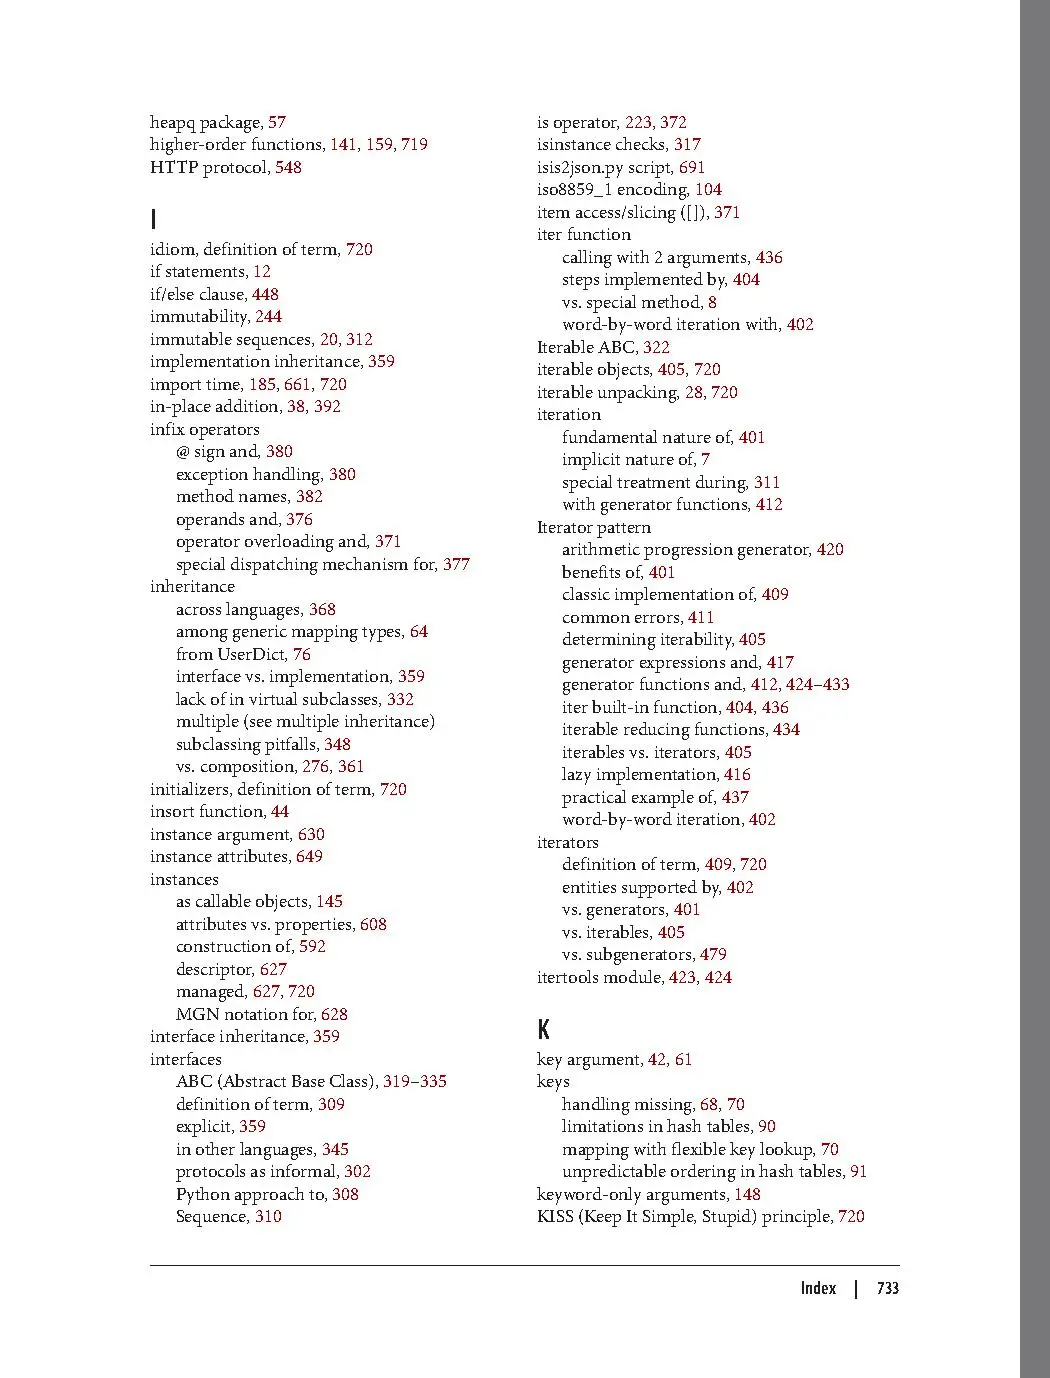 heapq package, 57
higher-order functions, 141, 159, 719
HTTP protocol, 548
I
idiom, definition of term, 720
if statements, 12
if/else clause, 448
immutability, 244
immutable sequences, 20, 312
implementation inheritance, 359
import time, 185, 661, 720
in-place addition, 38, 392
infix operators
@ sign and, 380
exception handling, 380
method names, 382
operands and, 376
operator overloading and, 371
special dispatching mechanism for, 377
inheritance
across languages, 368
among generic mapping types, 64
from UserDict, 76
interface vs. implementation, 359
lack of in virtual subclasses, 332
multiple (see multiple inheritance)
subclassing pitfalls, 348
vs. composition, 276, 361
initializers, definition of term, 720
insort function, 44
instance argument, 630
instance attributes, 649
instances
as callable objects, 145
attributes vs. properties, 608
construction of, 592
descriptor, 627
managed, 627, 720
MGN notation for, 628
interface inheritance, 359
interfaces
ABC (Abstract Base Class), 319–335
definition of term, 309
explicit, 359
in other languages, 345
protocols as informal, 302
Python approach to, 308
Sequence, 310
is operator, 223, 372
isinstance checks, 317
isis2json.py script, 691
iso8859_1 encoding, 104
item access/slicing ([]), 371
iter function
calling with 2 arguments, 436
steps implemented by, 404
vs. special method, 8
word-by-word iteration with, 402
Iterable ABC, 322
iterable objects, 405, 720
iterable unpacking, 28, 720
iteration
fundamental nature of, 401
implicit nature of, 7
special treatment during, 311
with generator functions, 412
Iterator pattern
arithmetic progression generator, 420
benefits of, 401
classic implementation of, 409
common errors, 411
determining iterability, 405
generator expressions and, 417
generator functions and, 412, 424–433
iter built-in function, 404, 436
iterable reducing functions, 434
iterables vs. iterators, 405
lazy implementation, 416
practical example of, 437
word-by-word iteration, 402
iterators
definition of term, 409, 720
entities supported by, 402
vs. generators, 401
vs. iterables, 405
vs. subgenerators, 479
itertools module, 423, 424
K
key argument, 42, 61
keys
handling missing, 68, 70
limitations in hash tables, 90
mapping with flexible key lookup, 70
unpredictable ordering in hash tables, 91
keyword-only arguments, 148
KISS (Keep It Simple, Stupid) principle, 720
Index | 733